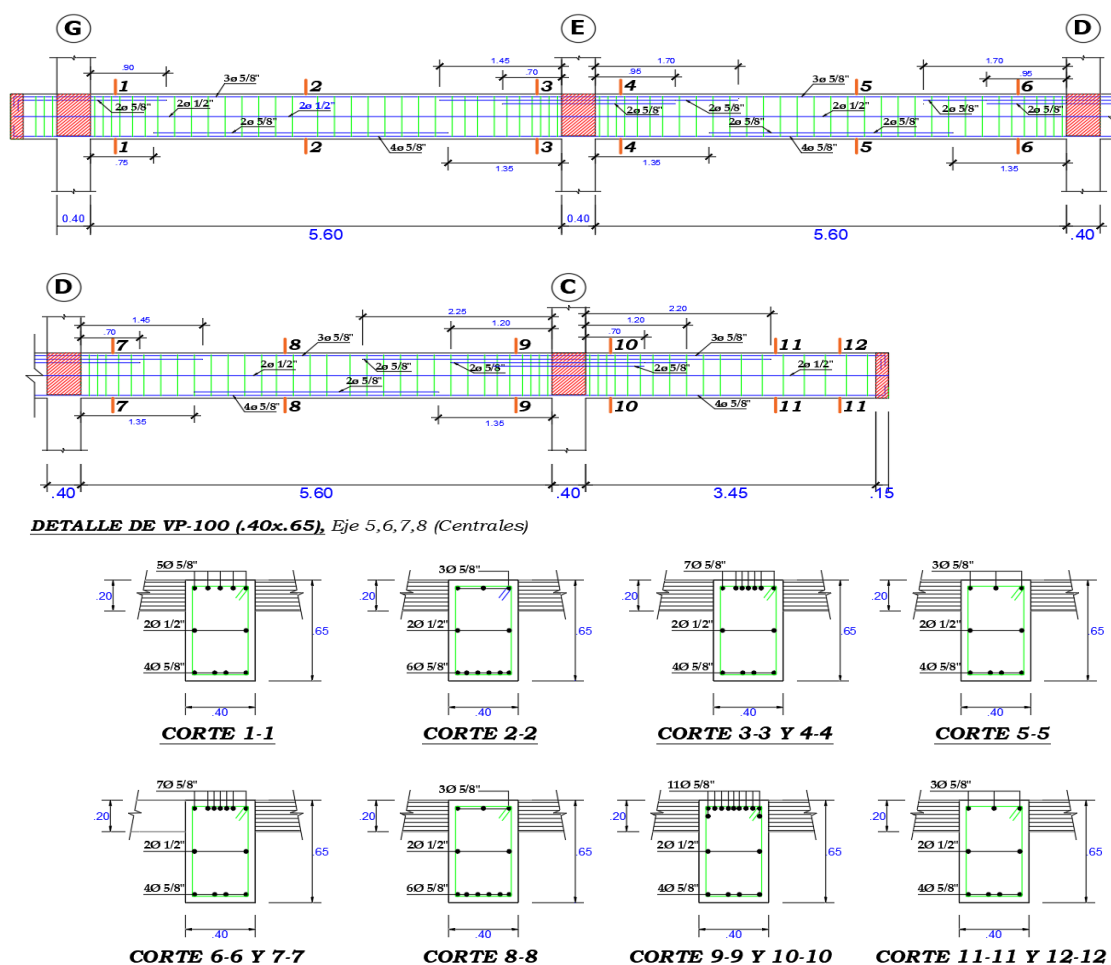 G E D
.90 1.45 1.70 1.70
.70 .95 .95
1 2 3 4 5 6
3ø 5/8" 3ø 5/8"
2ø 5/8" 2ø 1/2" 2ø 1/2" 2ø 5/8" 2ø 5/8" 2ø 1/2" 2ø 5/8" 2ø 5/8"
2ø 5/8" 2ø 5/8" 2ø 5/8"
4ø 5/8" 4ø 5/8"
1 2 3 4 5 6
.75 1.35 1.35 1.35
0.40 5.60 0.40 5.60 .40
D C
1.45 2.25 2.20
.70 1.20 1.20
.70
7 8 9 10 11 12
3ø 5/8" 3ø 5/8"
2ø 1/2" 2ø 5/8" 2ø 5/8" 2ø 5/8" 2ø 1/2"
2ø 5/8"
4ø 5/8" 4ø 5/8"
7 8 9 10 11 11
1.35 1.35
.40 5.60 .40 3.45 .15
DETALLE DE VP-100 (.40x.65), Eje 5,6,7,8 (Centrales)
5Ø 5/8" 3Ø 5/8" 7Ø 5/8" 3Ø 5/8"
.20 .20 .20 .20
2Ø 1/2" .65 2Ø 1/2" .65 2Ø 1/2" .65 2Ø 1/2" .65
4Ø 5/8" 6Ø 5/8" 4Ø 5/8" 4Ø 5/8"
.40 .40 .40 .40
CORTE 1-1 CORTE 2-2 CORTE 3-3 Y 4-4 CORTE 5-5
7Ø 5/8" 3Ø 5/8" 11Ø 5/8" 3Ø 5/8"
.20 .20 .20 .20
2Ø 1/2" .65 2Ø 1/2" .65 2Ø 1/2" .65 2Ø 1/2" .65
4Ø 5/8" 6Ø 5/8" 4Ø 5/8" 4Ø 5/8"
.40 .40 .40 .40
CORTE 6-6 Y 7-7 CORTE 8-8 CORTE 9-9 Y 10-10 CORTE 11-11 Y 12-12